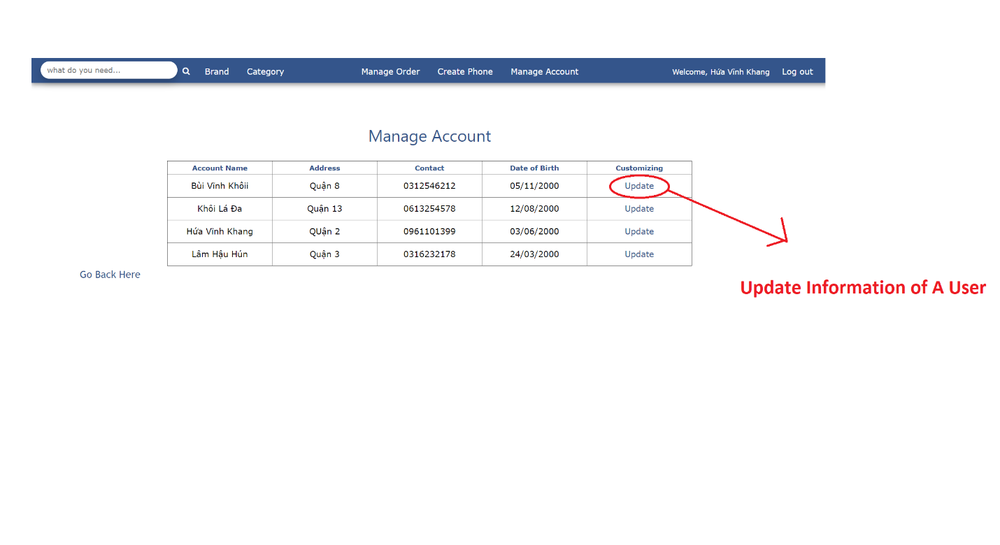 what do you need... Brand Category Manage Order Create Phone Manage Account Welcome, Hứa Vĩnh Khang Log out
Manage Account
Account Name Address Contact Date of Birth Customizing
Bùi Vĩnh Khôii Quận 8 0312546212 05/11/2000 Update
Khôi Lá Đa Quận 13 0613254578 12/08/2000 Update
Hứa Vĩnh Khang QUận 2 0961101399 03/06/2000 Update
Lâm Hậu Hún Quận 3 0316232178 24/03/2000 Update
Go Back Here
Update Information of A User